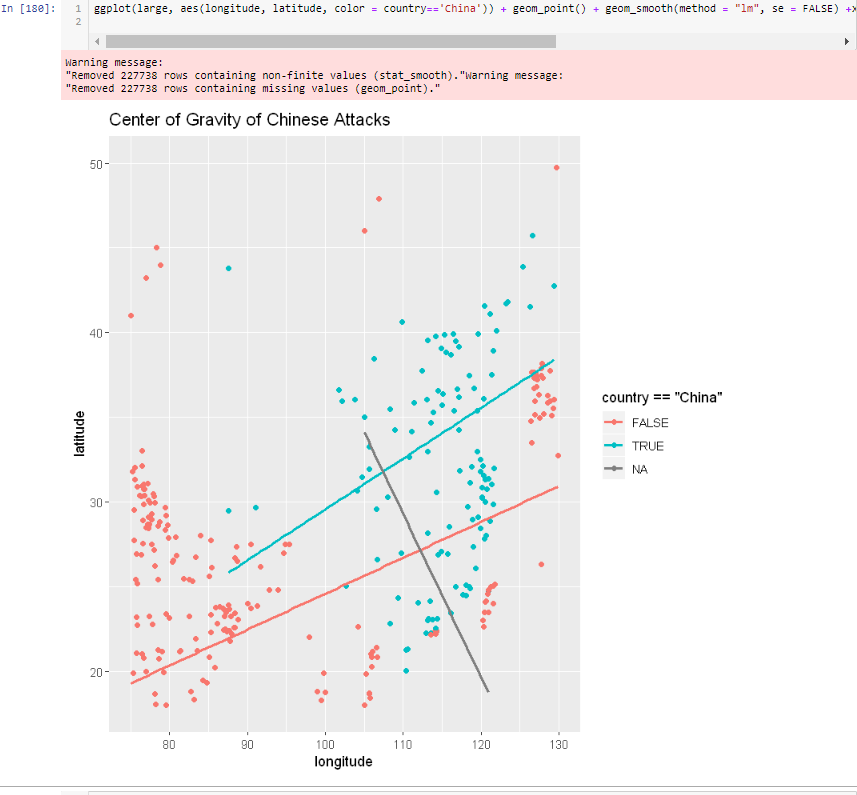 In [180]:
1 ggplot(large, aes(longitude, latitude, color = country=='China')) + geom_point() + geom_smooth(method = "lm", se = FALSE) +x
2
Warning message:
"Removed 227738 rows containing non-finite values (stat_smooth)."Warning message:
"Removed 227738 rows containing missing values (geom_point)."
Center of Gravity of Chinese Attacks
50
40
30
20
latitude
80 90 100 110 120 130
longitude
country == "China"
FALSE
TRUE
NA